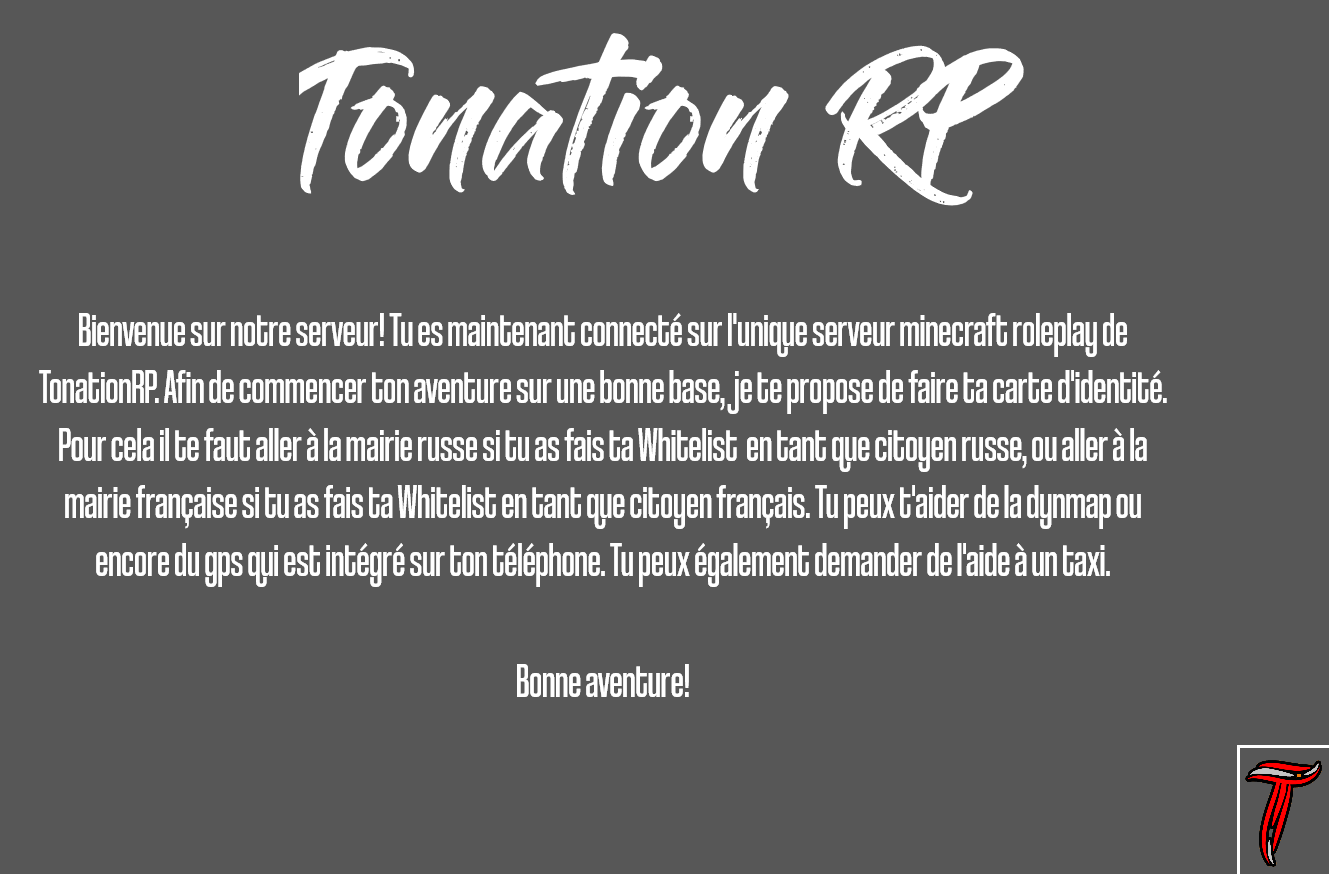 Tonation RP
Bienvenue sur notre serveur! Tu es maintenant connecté sur l'unique serveur minecraft roleplay de
TonationRP. Afin de commencer ton aventure sur une bonne base, je te propose de faire ta carte d'identité.
Pour cela il te faut aller à la mairie russe si tu as fais ta Whitelist  en tant que citoyen russe, ou aller à la
mairie française si tu as fais ta Whitelist en tant que citoyen français. Tu peux t'aider de la dynmap ou
encore du gps qui est intégré sur ton téléphone. Tu peux également demander de l'aide à un taxi.
Bonne aventure!
T